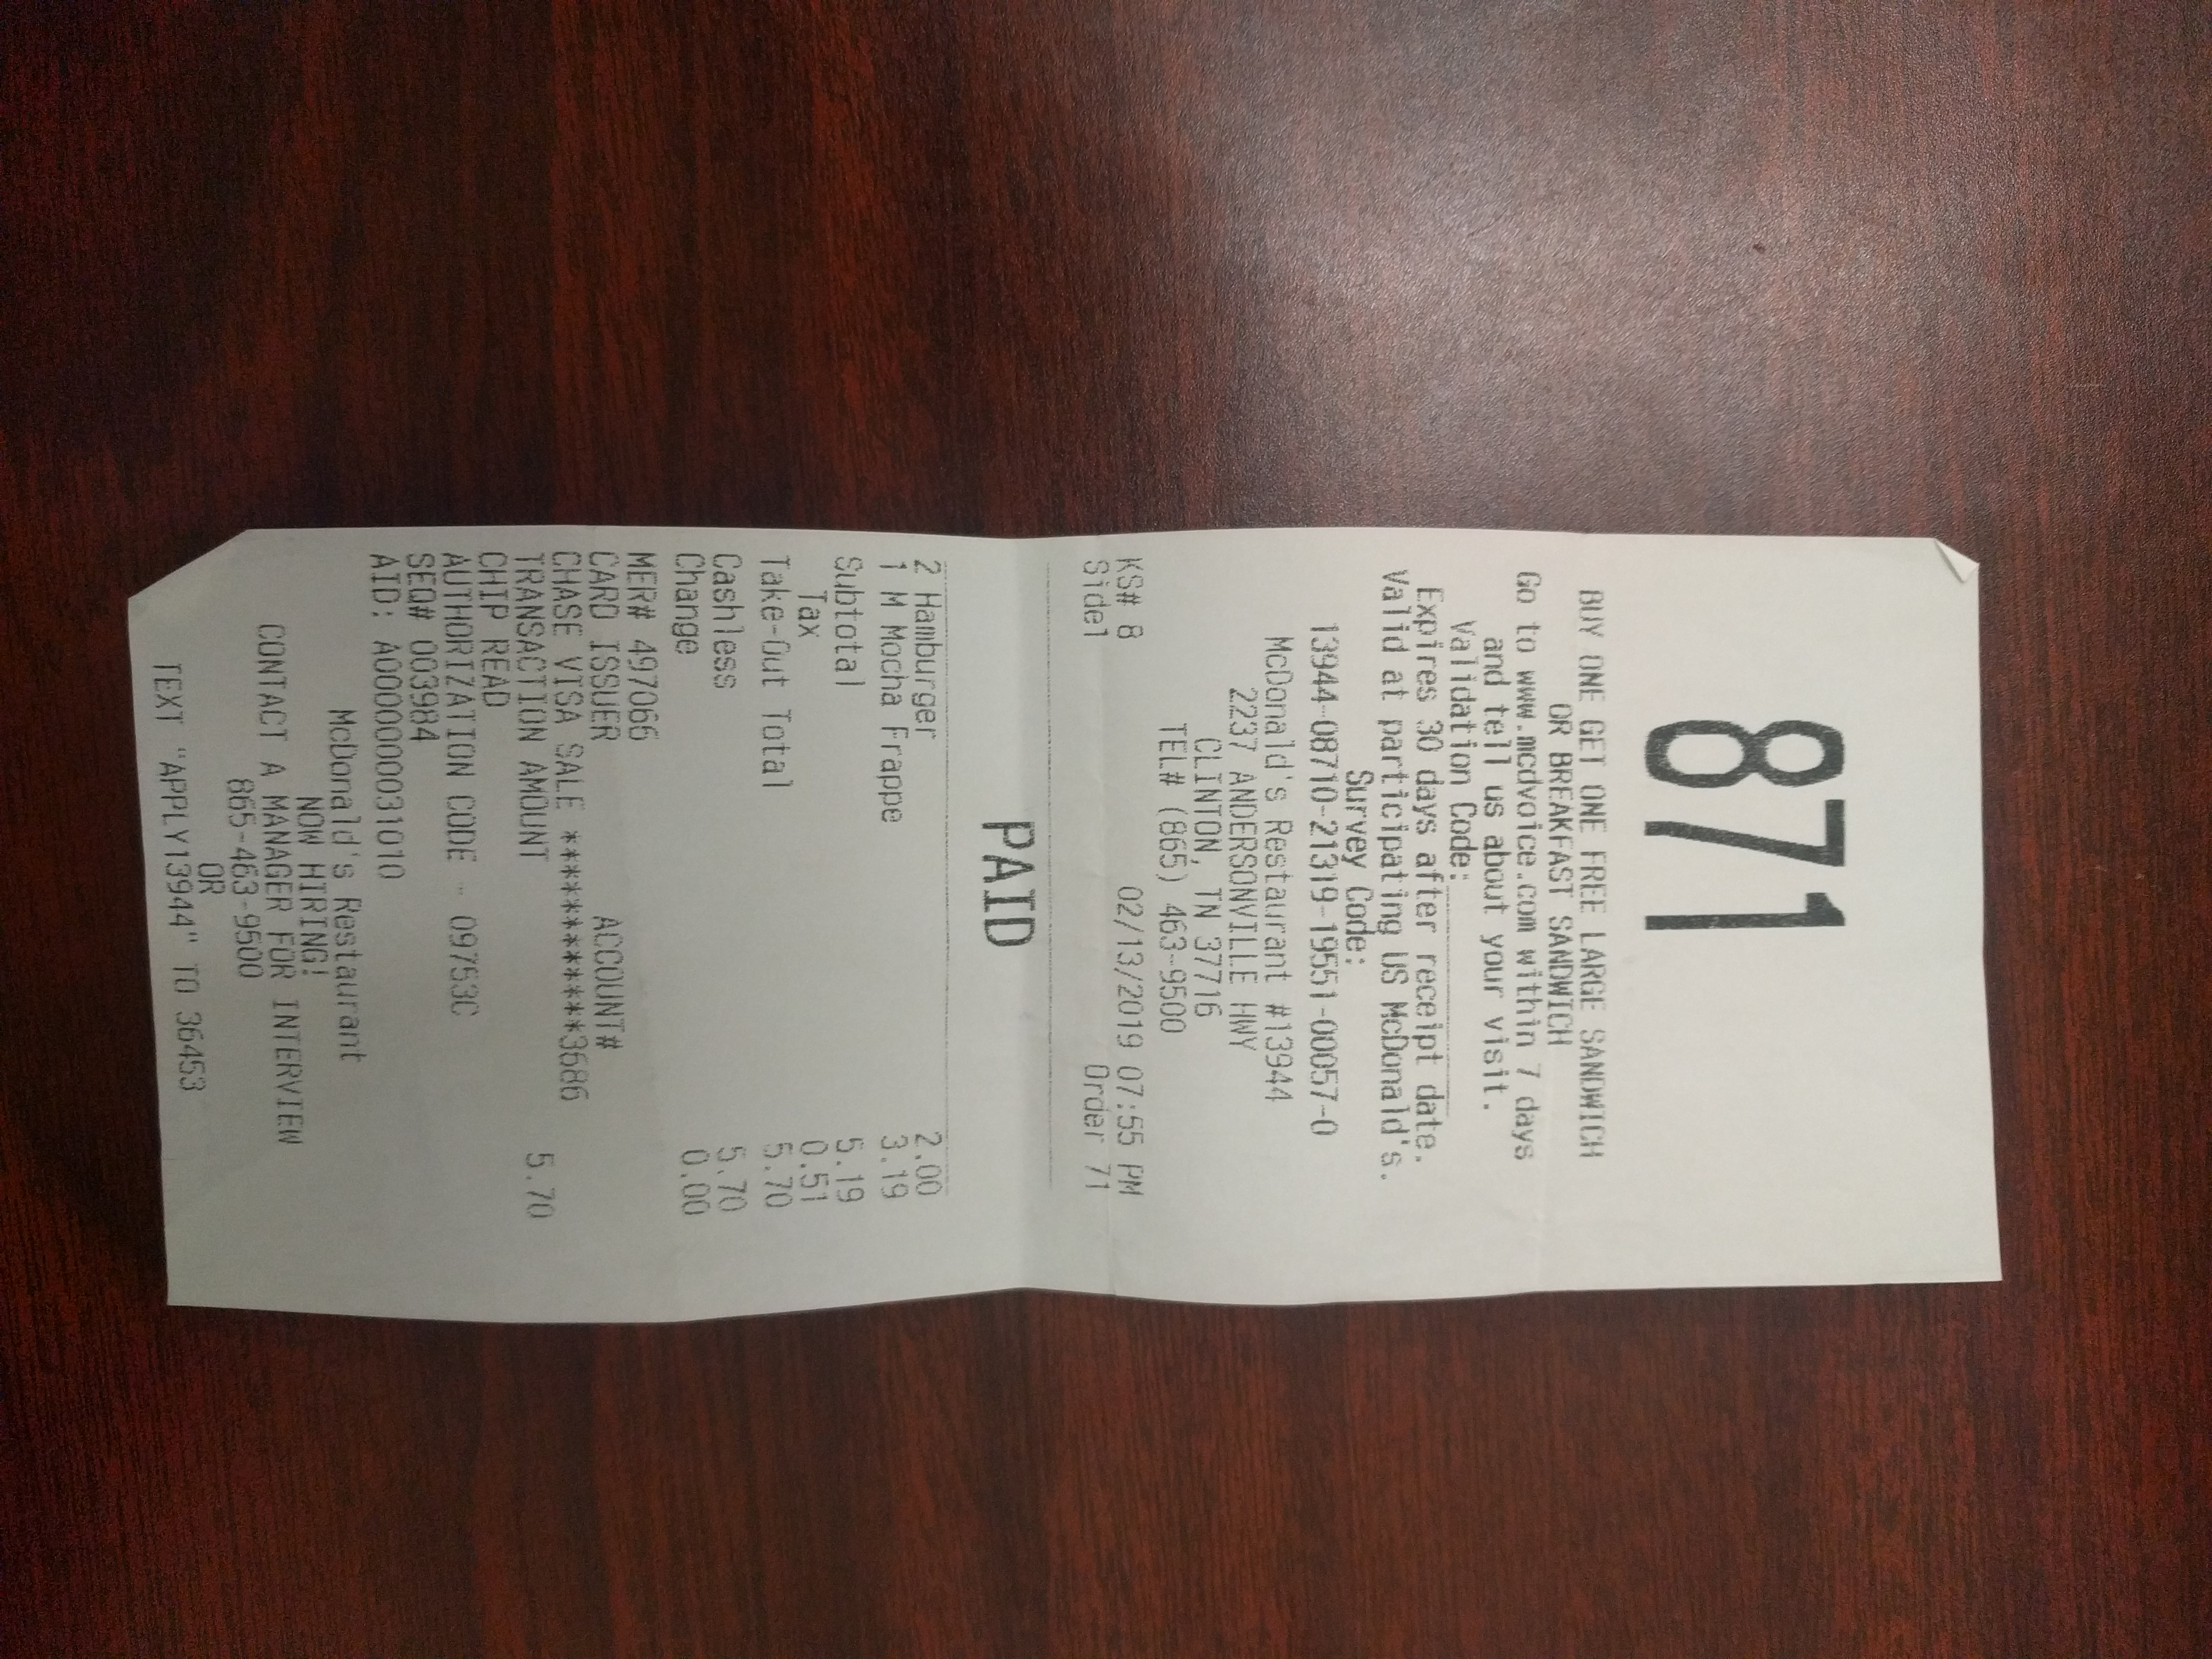 871
BUY ONE GET ONE FREE LARGE SANDWICH
OR BREAKFAST SANDWICH
Go to www.mcdvoice.com within 7 days
and tell us about your visit.
Validation Code:
Expires 30 days after receipt date.
Valid at participating US McDonald's.
Survey Code:
13944-08710-21319-19551-00057-0
McDonald's Restaurant #13944
2237 ANDERSONVILLE HWY
CLINTON, TN 37716
TEL# (865) 463-9500
KS# 8 02/13/2019 07:55 PM
Side1 Order 71
PAID
2 Hamburger 2.00
1 M Mocha Frappe 3.19
Subtotal 5.19
Tax 0.51
Take-Out Total 5.70
Cashless 5.70
Change 0.00
MER# 497066
CARD ISSUER ACCOUNT#
CHASE VISA SALE ************3686
TRANSACTION AMOUNT 5.70
CHIP READ
AUTHORIZATION CODE - 09753C
SEQ# 003984
AID: A0000000031010
McDonald's Restaurant
NOW HIRING!
CONTACT A MANAGER FOR INTERVIEW
865-463-9500
OR
TEXT "APPLY13944" TO 36453